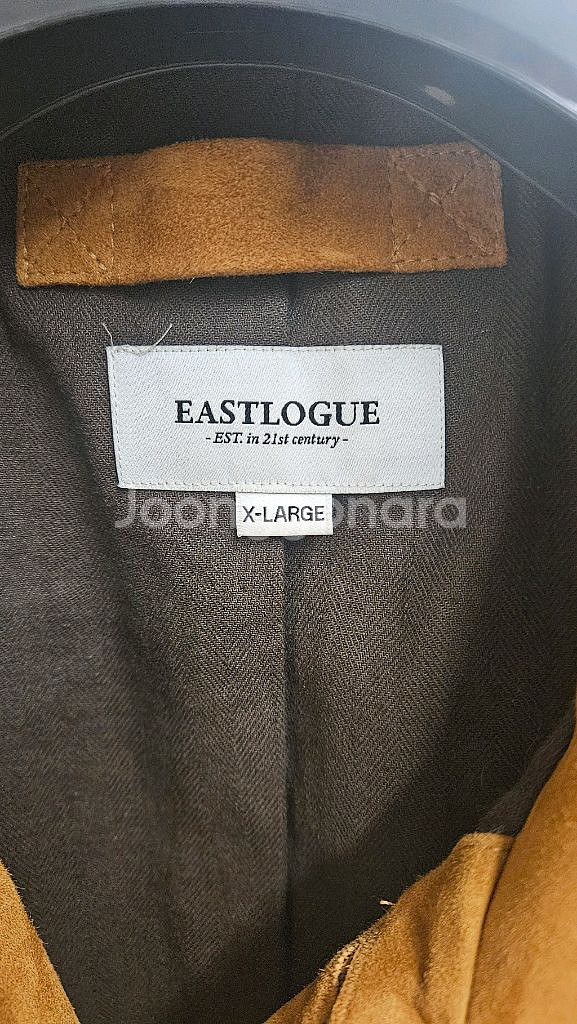 EASTLOGUE
- EST. in 21st century -
X-LARGE